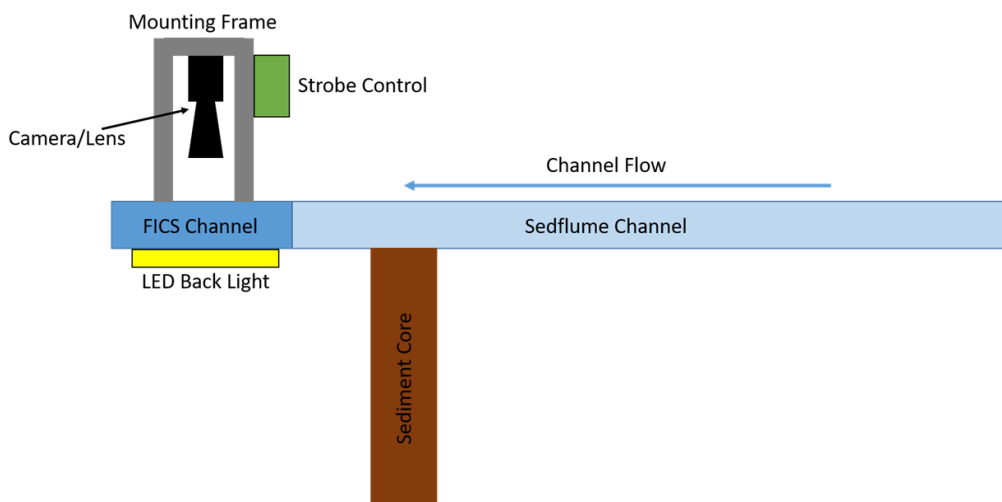 Mounting Frame
Strobe Control
Camera/Lens
Channel Flow
FICS Channel
Sedflume Channel
LED Back Light
Sediment Core